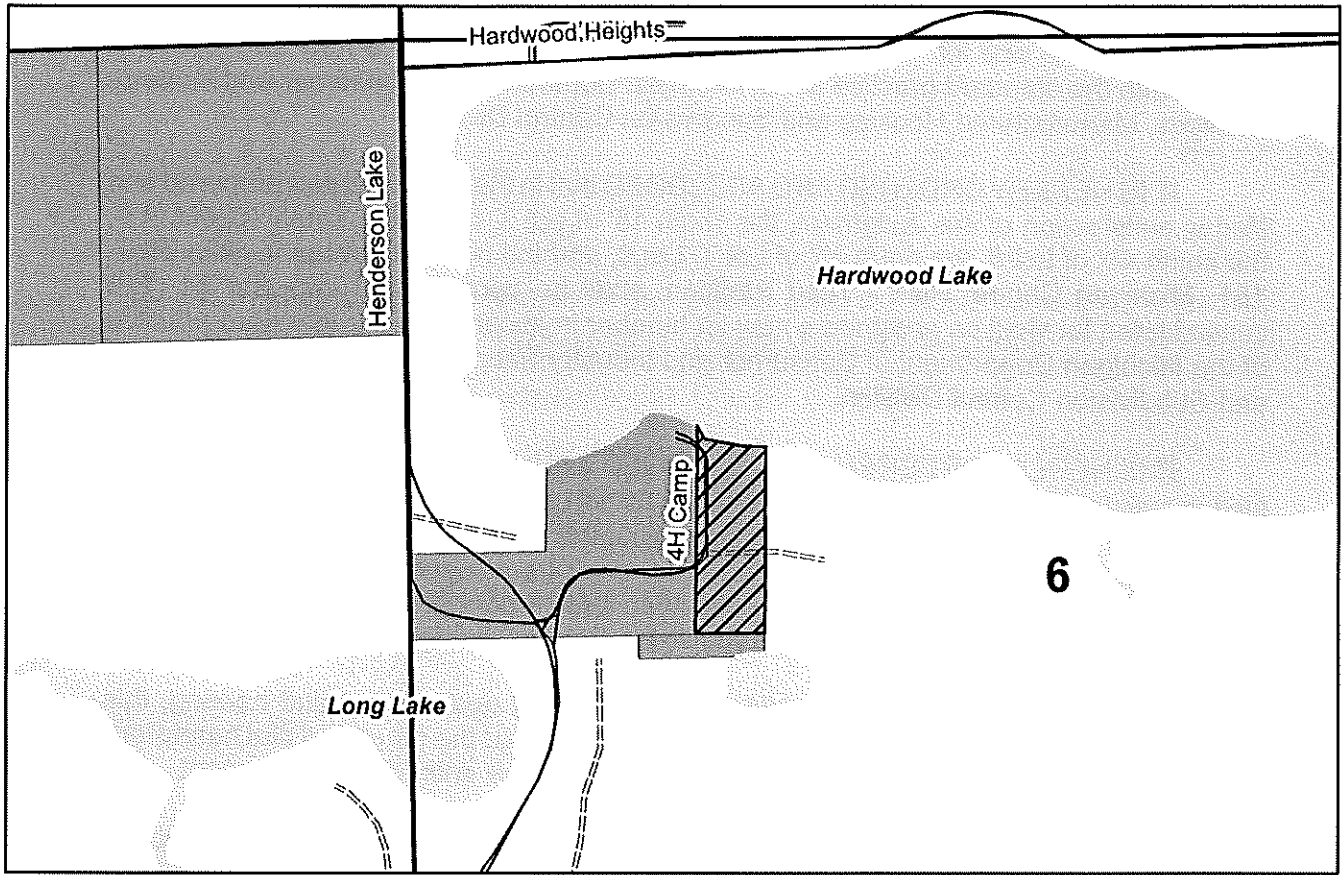 Hardwood Heights
Henderson Lake
Hardwood Lake
4H Camp
6
Long Lake